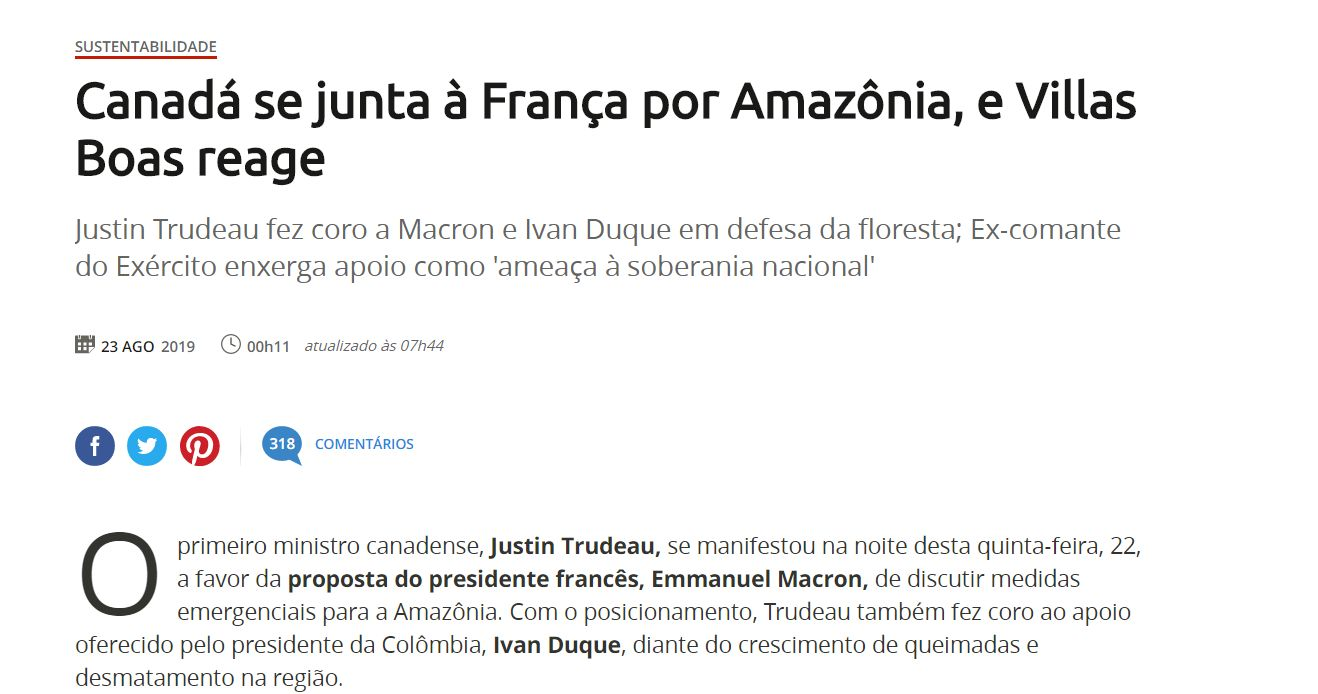 SUSTENTABILIDADE
Canadá se junta à França por Amazônia, e Villas
Boas reage
Justin Trudeau fez coro a Macron e Ivan Duque em defesa da floresta; Ex-comante
do Exército enxerga apoio como 'ameaça à soberania nacional'
23 AGO 2019 00h11 atualizado às 07h44
318 COMENTÁRIOS
O primeiro ministro canadense, Justin Trudeau, se manifestou na noite desta quinta-feira, 22,
a favor da proposta do presidente francês, Emmanuel Macron, de discutir medidas
emergenciais para a Amazônia. Com o posicionamento, Trudeau também fez coro ao apoio
oferecido pelo presidente da Colômbia, Ivan Duque, diante do crescimento de queimadas e
desmatamento na região.